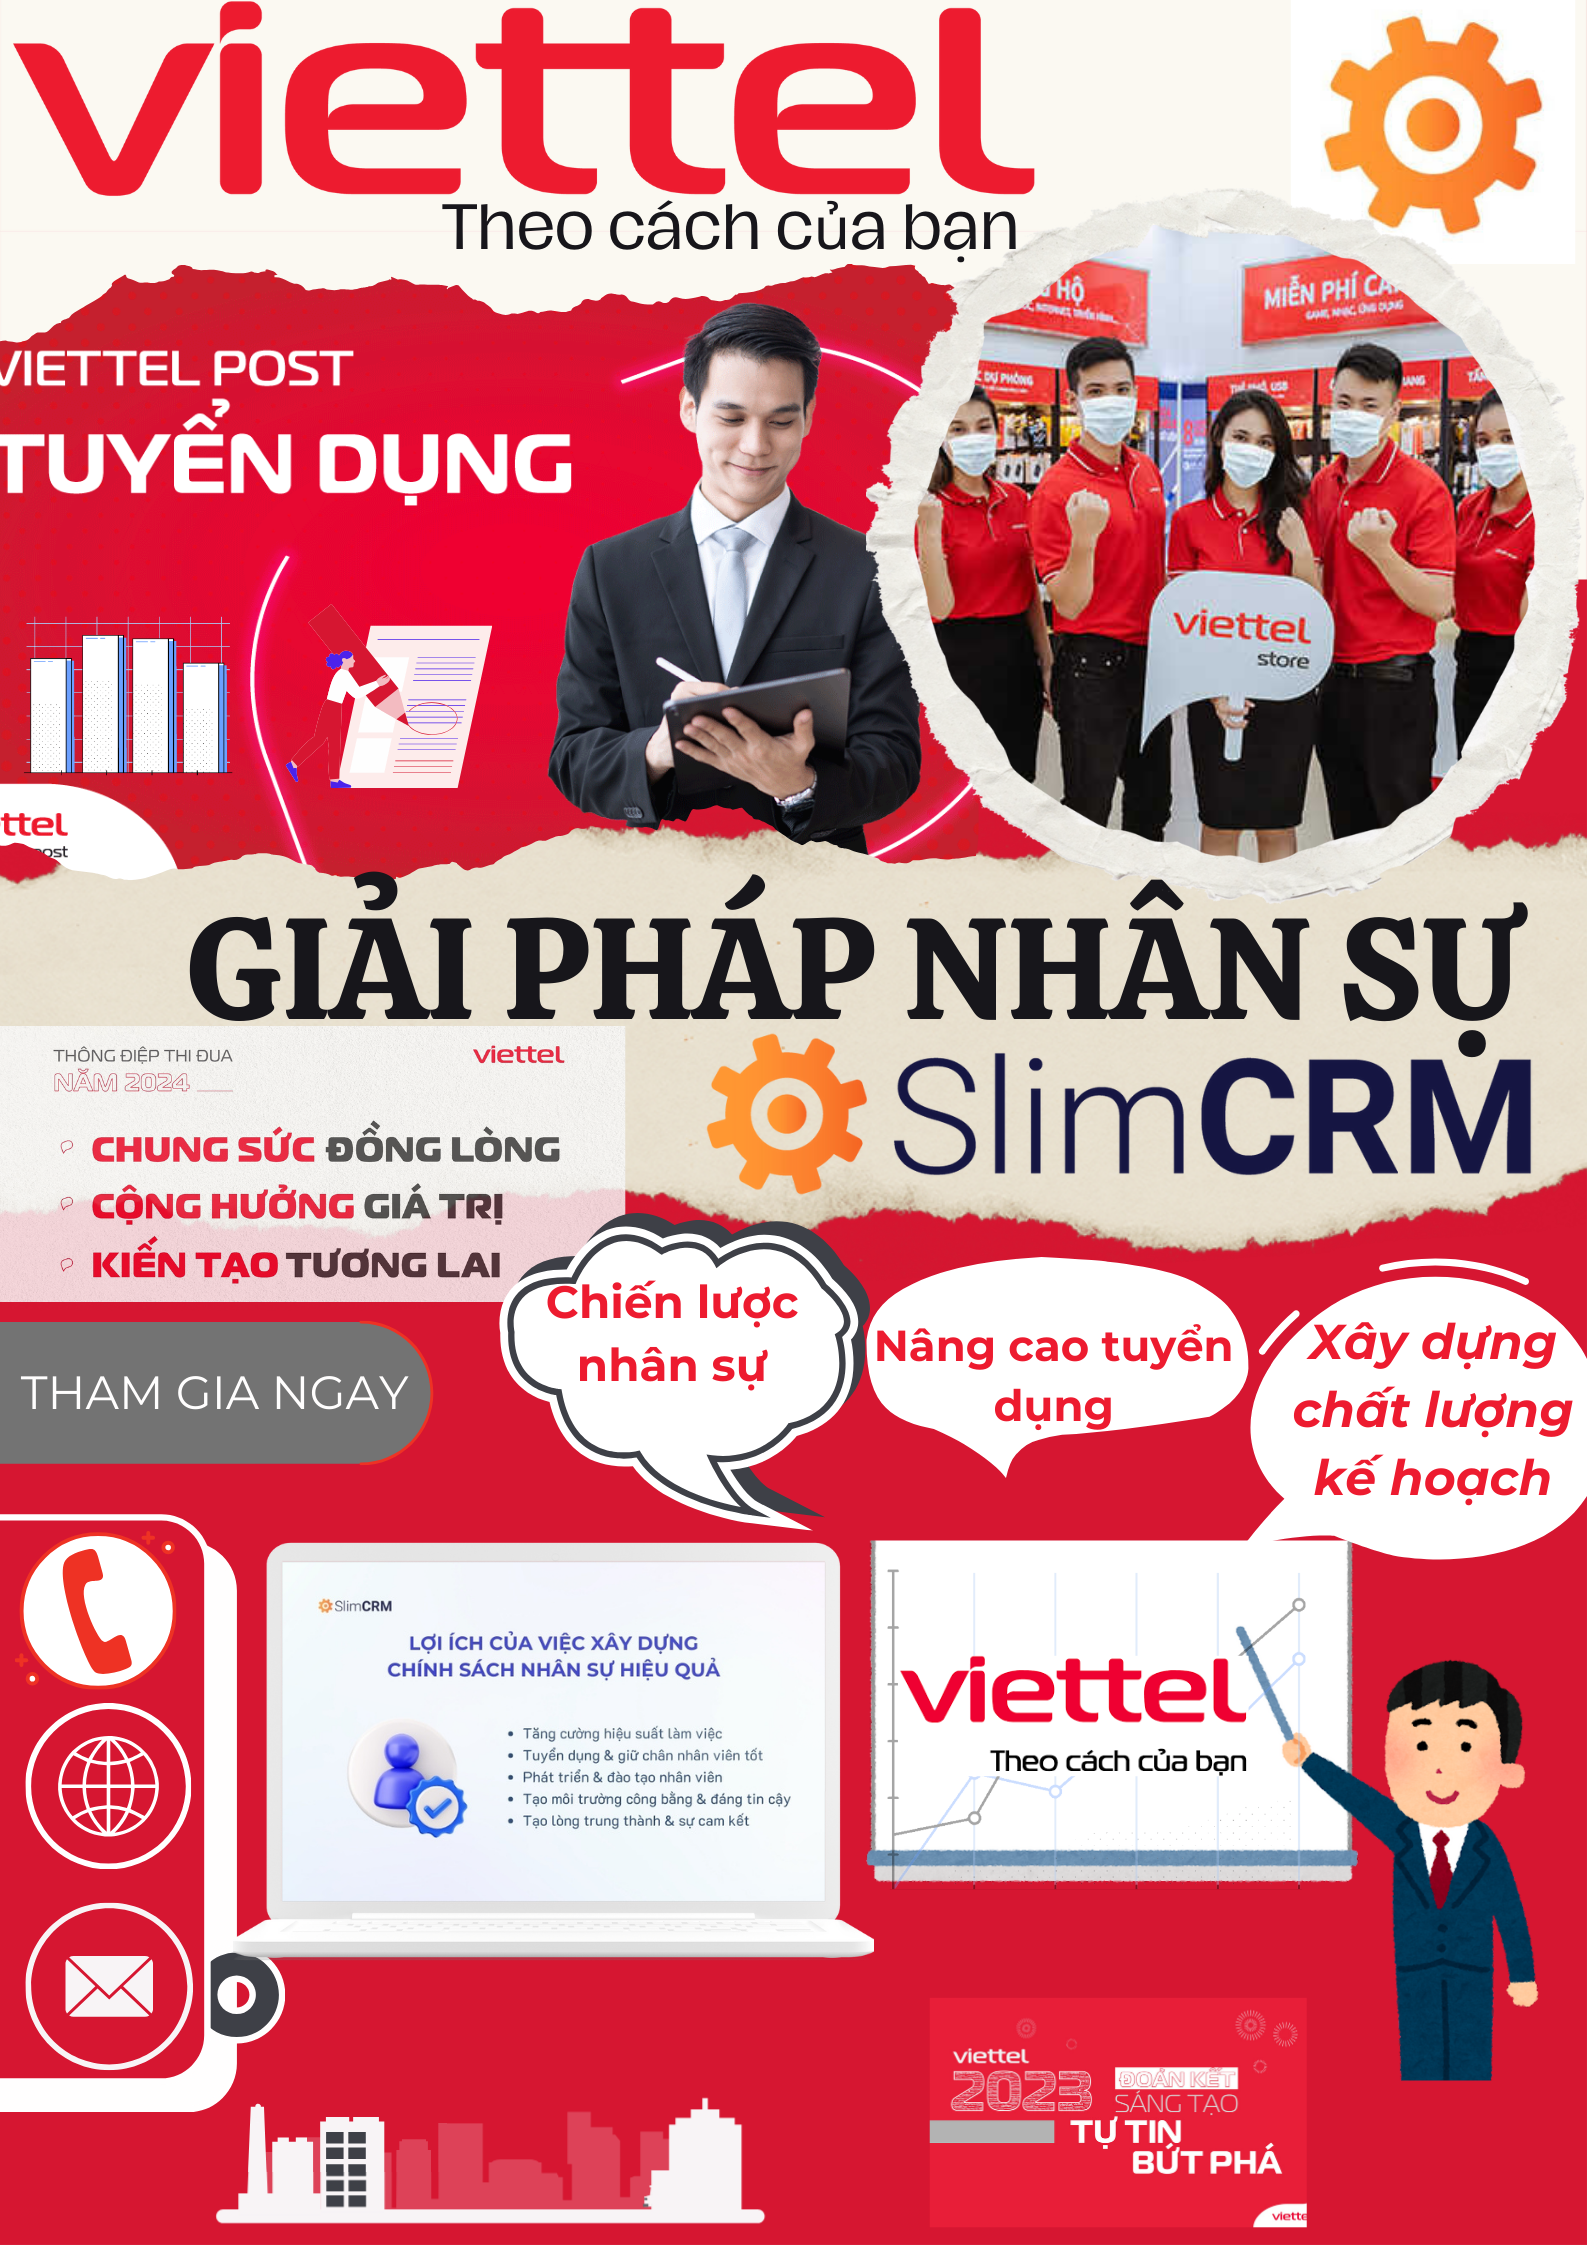 viettel
Theo cách của bạn
VIETTEL POST
TUYỂN DỤNG
HỘ
MIỄN PHÍ
GAME, NHẠC, ỨNG DỤNG
DỰ PHÒNG
viettel
store
ttel
post
GIẢI PHÁP NHÂN SỰ
SlimCRM
THÔNG ĐIỆP THI ĐUA
NĂM 2024
viettel
CHUNG SỨC ĐỒNG LÒNG
CỘNG HƯỞNG GIÁ TRỊ
KIẾN TẠO TƯƠNG LAI
THAM GIA NGAY
Chiến lược
nhân sự
Nâng cao tuyển
dụng
Xây dựng
chất lượng
kế hoạch
SlimCRM
LỢI ÍCH CỦA VIỆC XÂY DỰNG
CHÍNH SÁCH NHÂN SỰ HIỆU QUẢ
• Tăng cường hiệu suất làm việc
• Tuyển dụng & giữ chân nhân viên tốt
• Phát triển & đào tạo nhân viên
• Tạo môi trường công bằng & đáng tin cậy
• Tạo lòng trung thành & sự cam kết
viettel
Theo cách của bạn
viettel
2023
ĐOÀN KẾT
SÁNG TẠO
TỰ TIN
BỨT PHÁ
viette